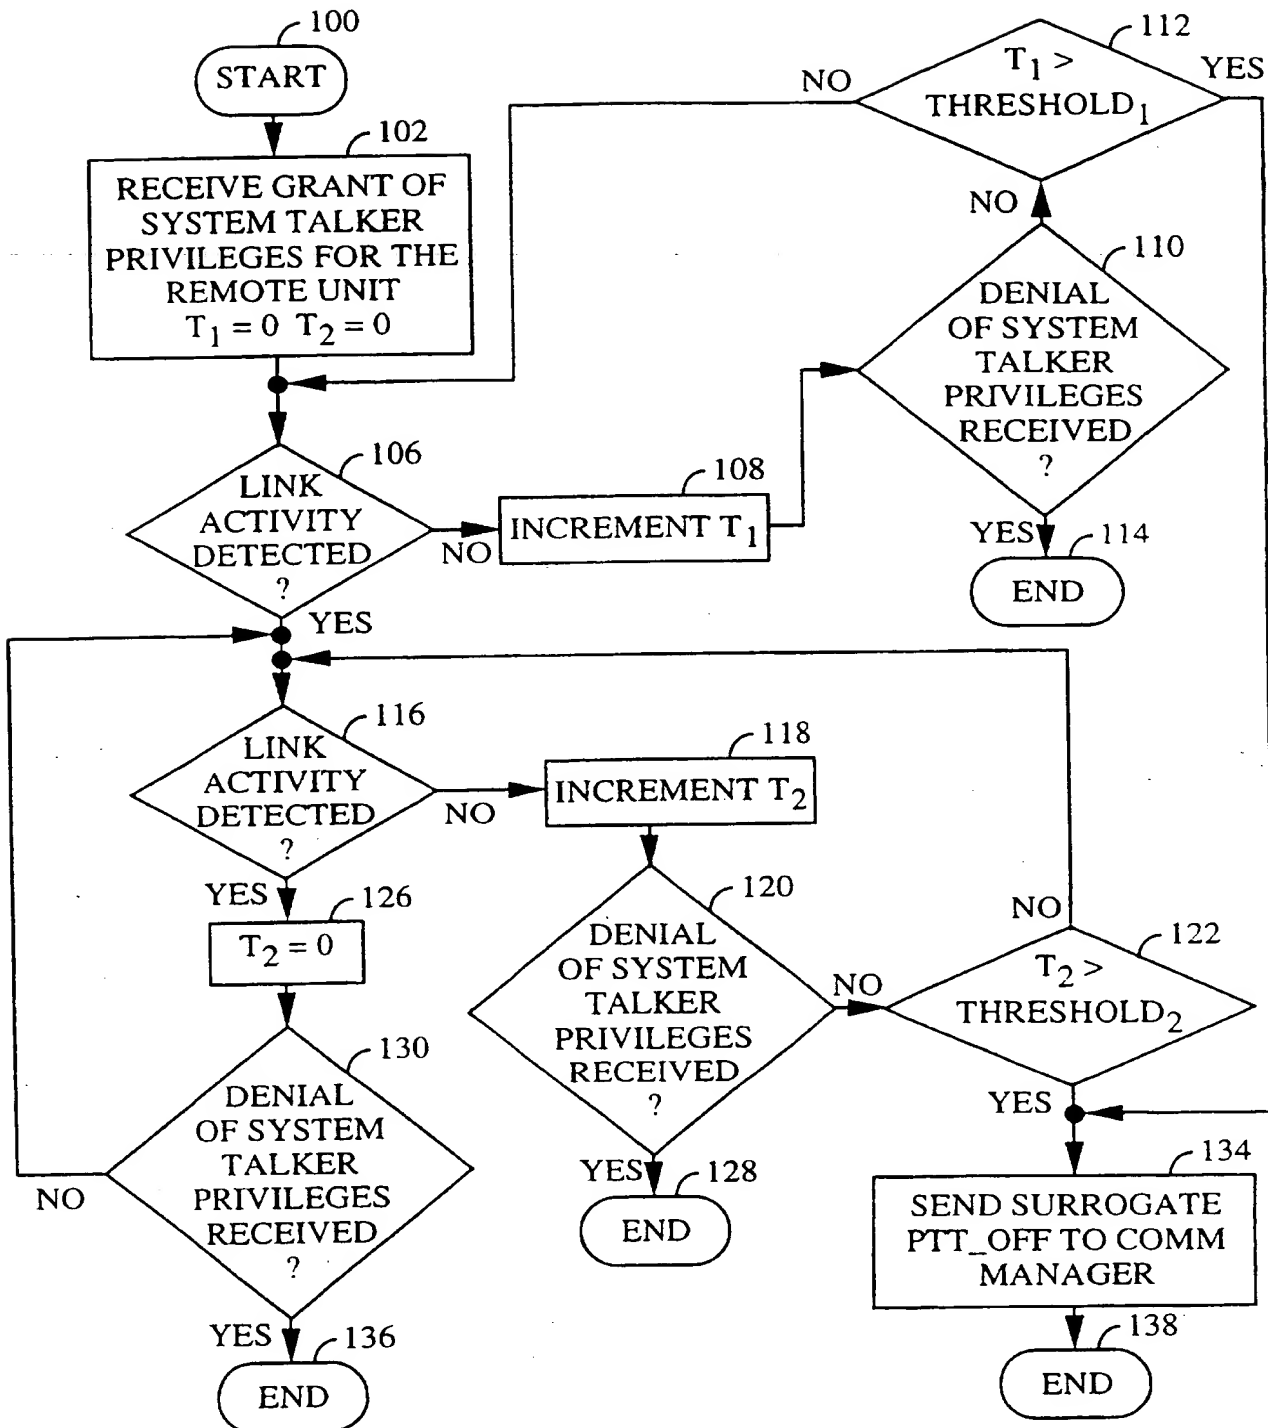 100
START
102
RECEIVE GRANT OF
SYSTEM TALKER
PRIVILEGES FOR THE
REMOTE UNIT
T1 = 0 T2 = 0
112
T1 >
THRESHOLD1
NO
YES
NO
110
DENIAL
OF SYSTEM
TALKER
PRIVILEGES
RECEIVED
?
YES
114
END
106
LINK
ACTIVITY
DETECTED
?
NO
108
INCREMENT T1
YES
116
LINK
ACTIVITY
DETECTED
?
NO
118
INCREMENT T2
YES
126
T2 = 0
120
DENIAL
OF SYSTEM
TALKER
PRIVILEGES
RECEIVED
?
NO
NO
122
T2 >
THRESHOLD2
YES
130
DENIAL
OF SYSTEM
TALKER
PRIVILEGES
RECEIVED
?
NO
YES
128
END
134
SEND SURROGATE
PTT_OFF TO COMM
MANAGER
YES
136
END
138
END